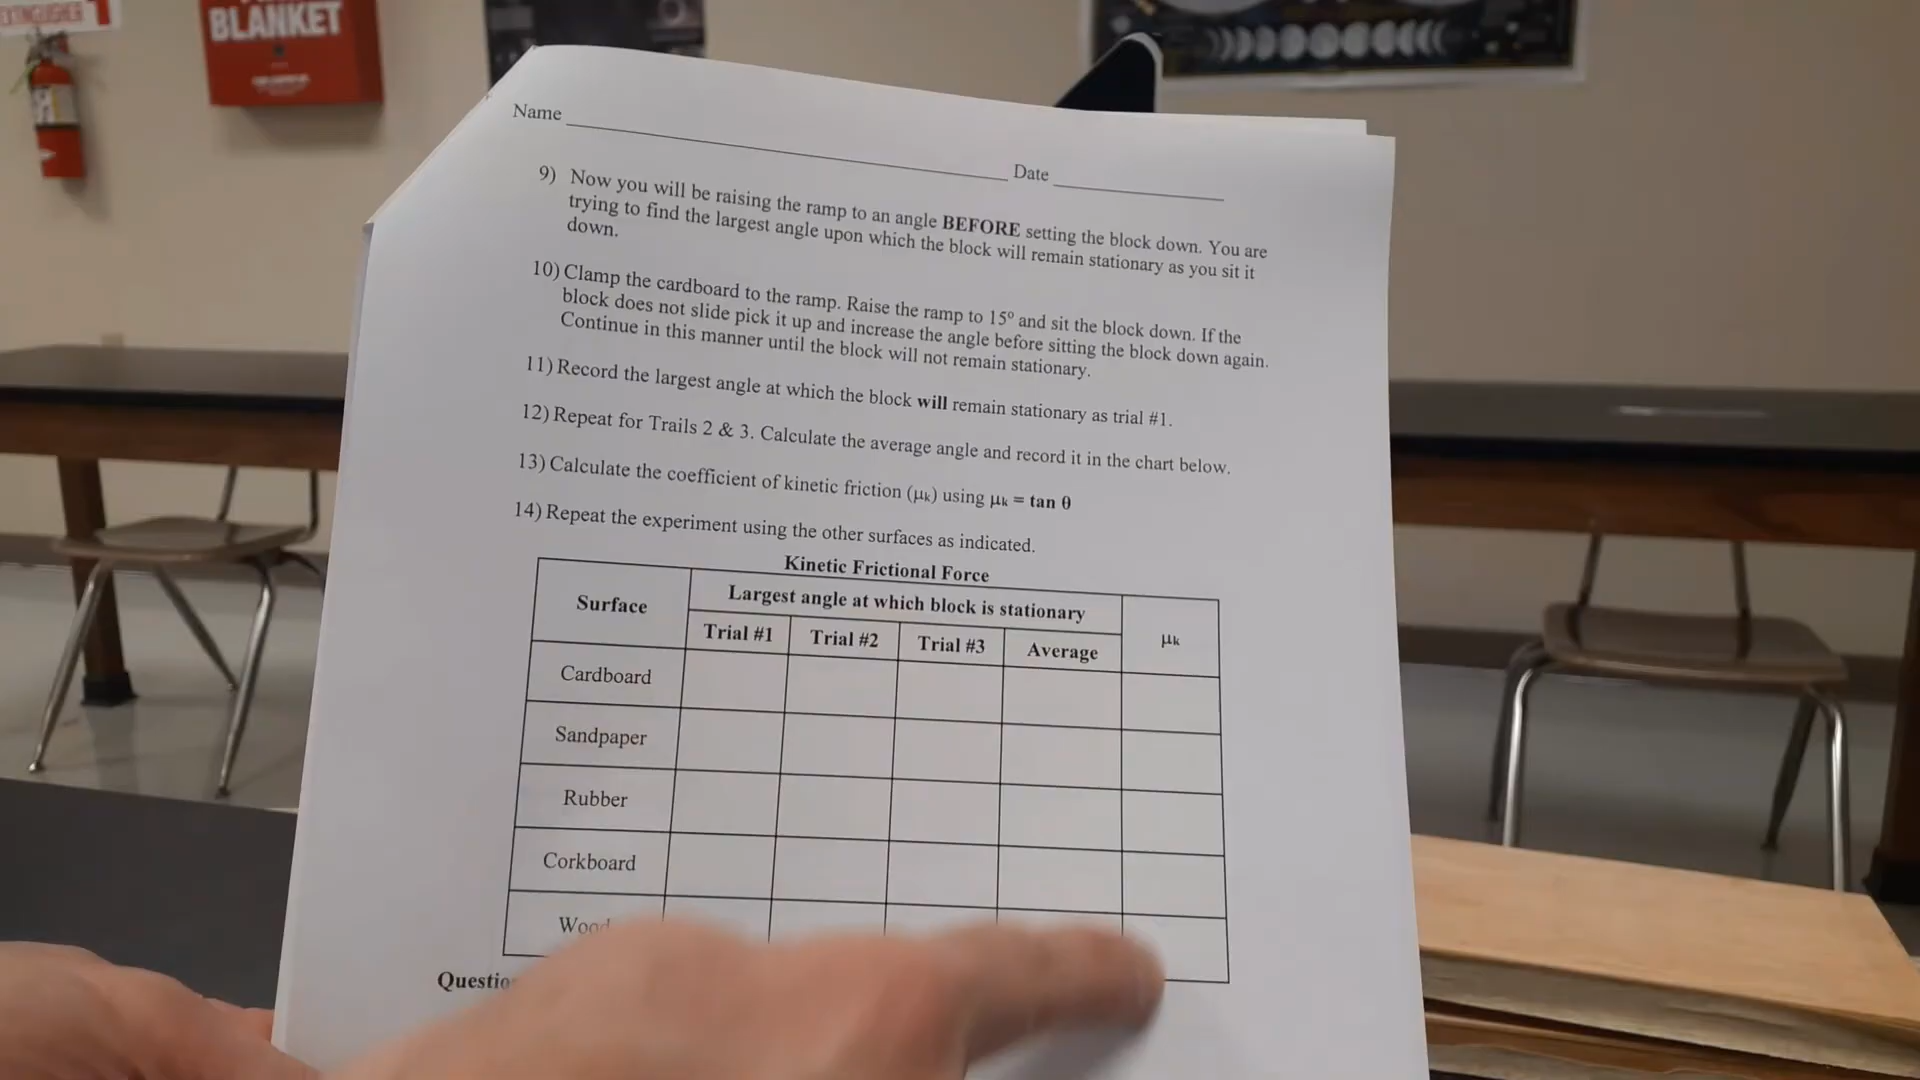 EXTINGUISHER
BLANKET
Name
Date
9) Now you will be raising the ramp to an angle BEFORE setting the block down. You are
trying to find the largest angle upon which the block will remain stationary as you sit it
down.
10) Clamp the cardboard to the ramp. Raise the ramp to 15º and sit the block down. If the
block does not slide pick it up and increase the angle before sitting the block down again.
Continue in this manner until the block will not remain stationary.
11) Record the largest angle at which the block will remain stationary as trial #1.
12) Repeat for Trails 2 & 3. Calculate the average angle and record it in the chart below.
13) Calculate the coefficient of kinetic friction (μk) using μk = tan θ
14) Repeat the experiment using the other surfaces as indicated.
Kinetic Frictional Force
Surface
Largest angle at which block is stationary
μk
Trial #1 Trial #2 Trial #3 Average
Cardboard
Sandpaper
Rubber
Corkboard
Wood